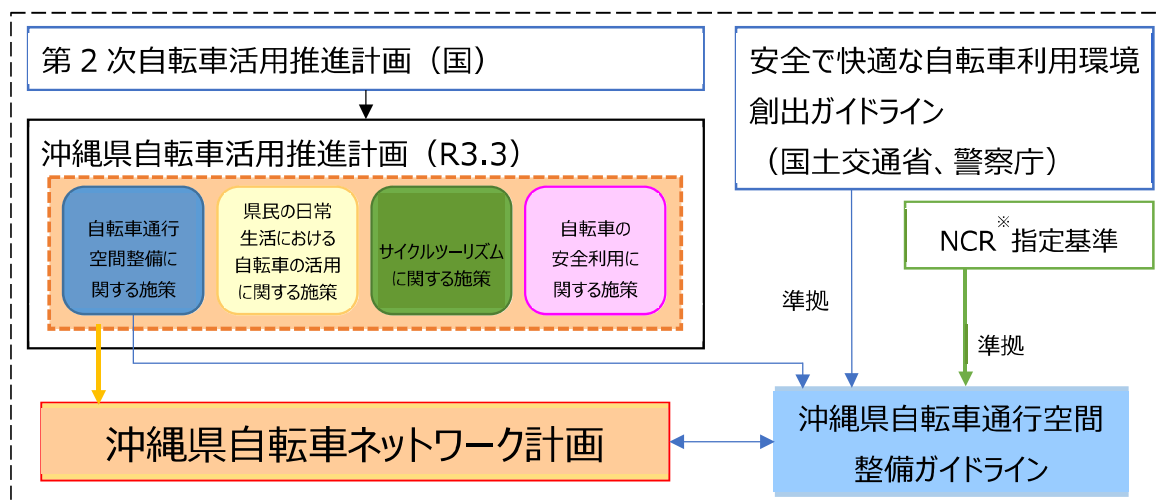 第2次自転車活用推進計画（国）
安全で快適な自転車利用環境
創出ガイドライン
（国土交通省、警察庁）
沖縄県自転車活用推進計画（R3.3）
自転車通行
空間整備に
関する施策
県民の日常
生活における
自転車の活用
に関する施策
サイクルツーリズム
に関する施策
自転車の
安全利用に
関する施策
NCR※指定基準
準拠
準拠
沖縄県自転車ネットワーク計画
沖縄県自転車通行空間
整備ガイドライン